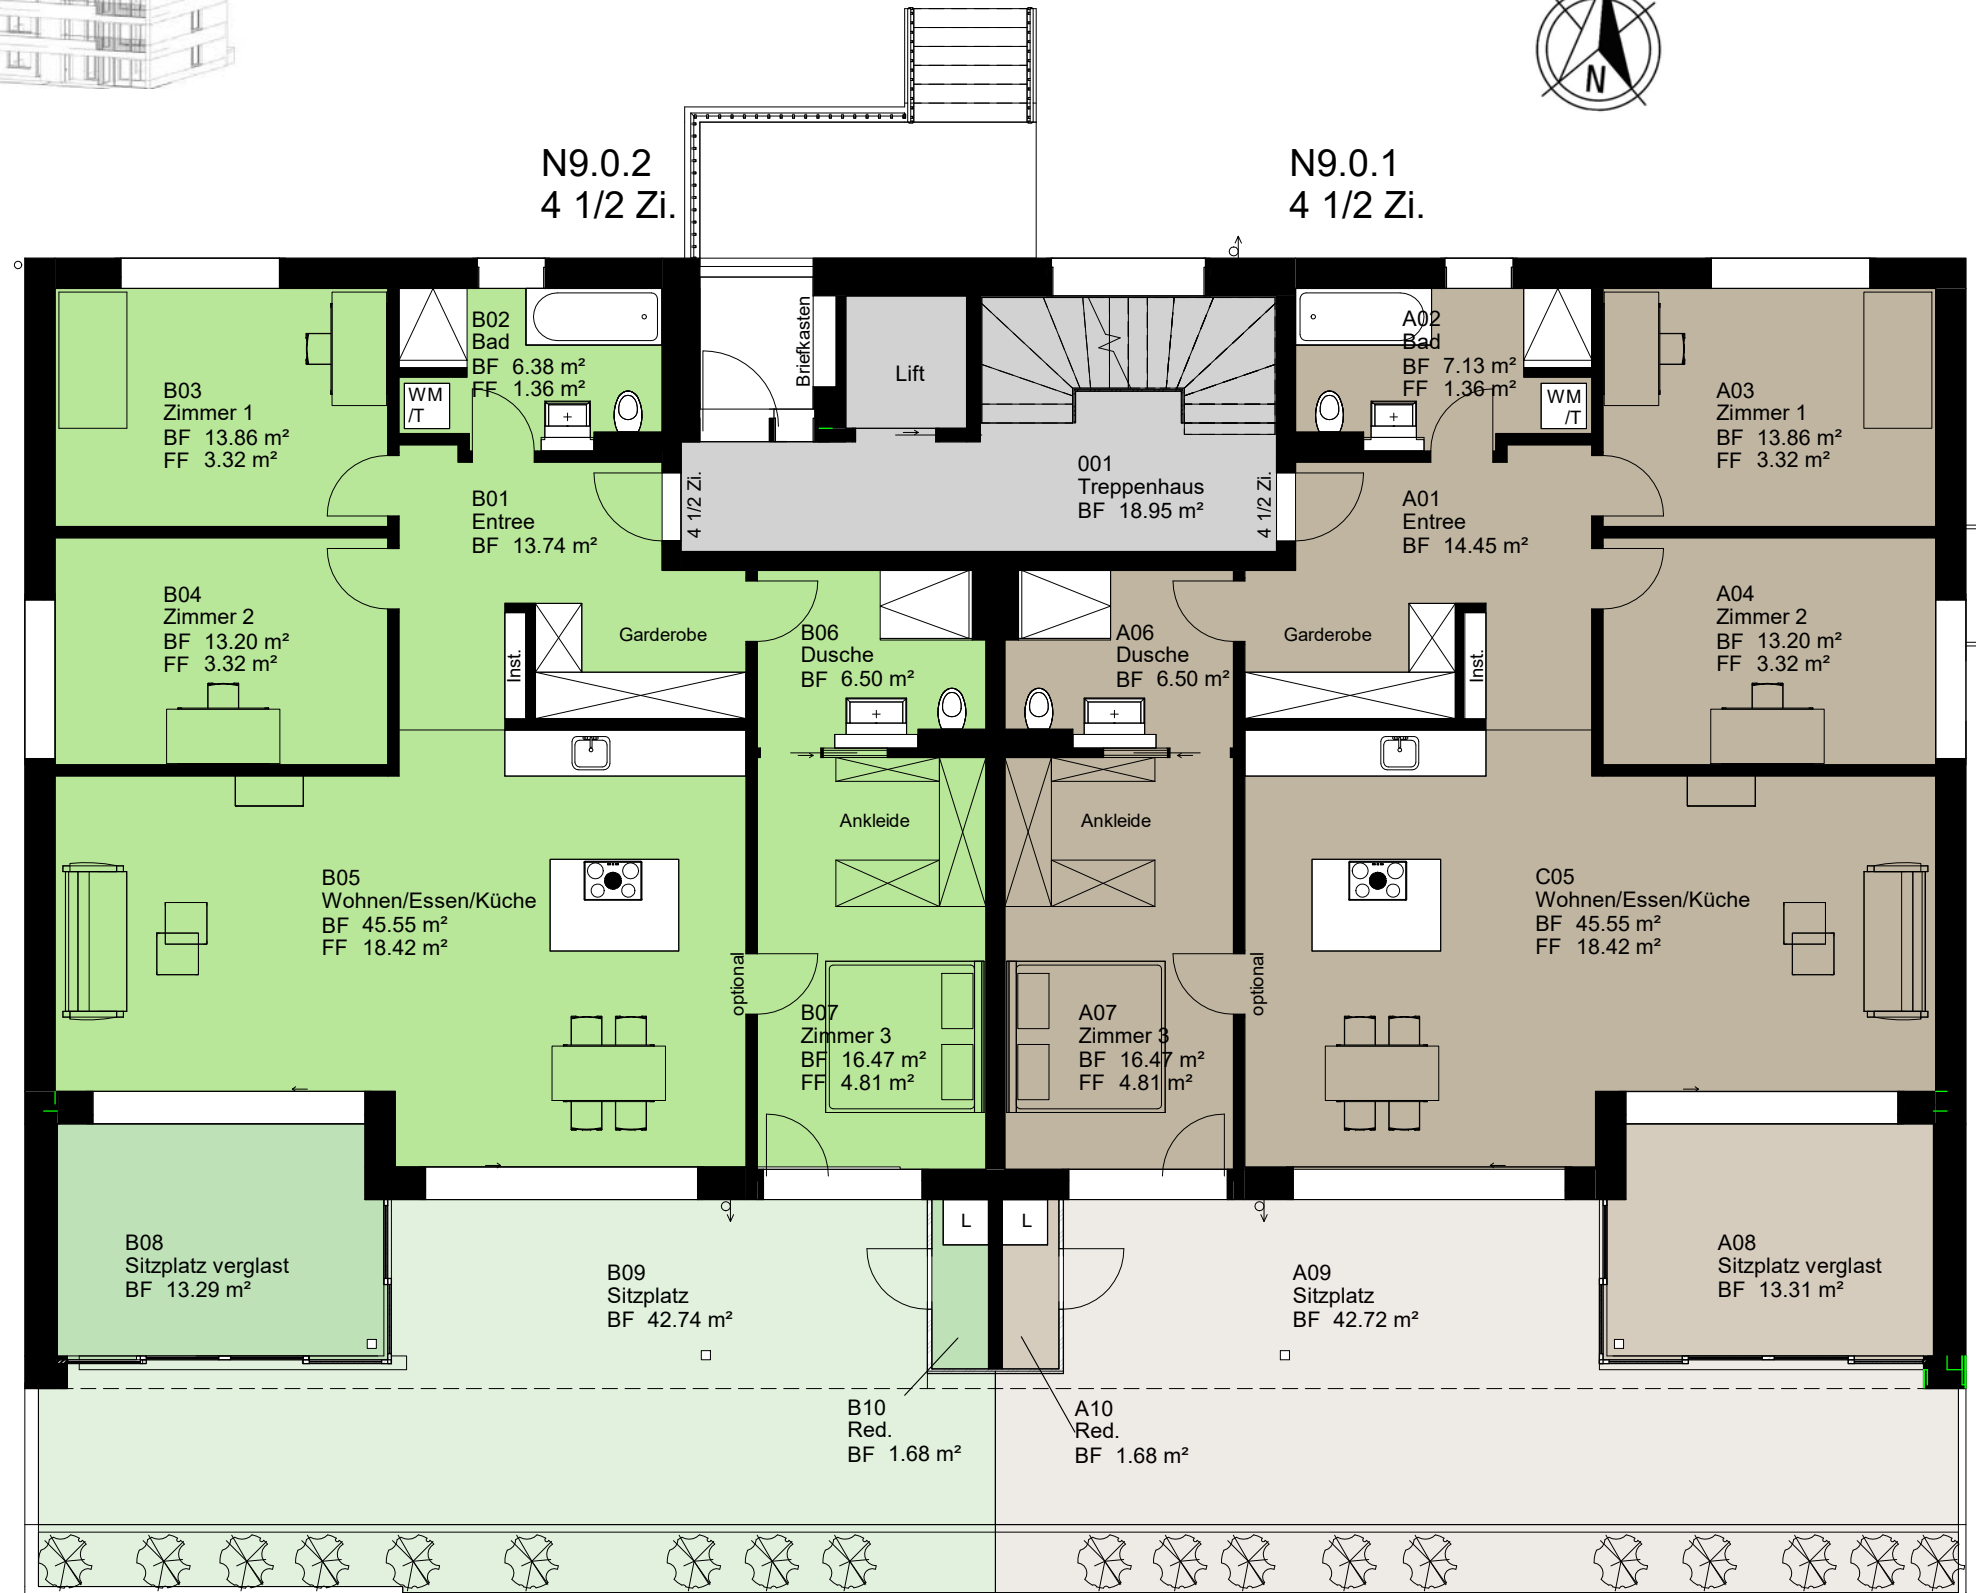 N
N9.0.2
4 1/2 Zi.
N9.0.1
4 1/2 Zi.
B02
Bad
BF 6.38 m²
FF 1.36 m²
WM
/T
B03
Zimmer 1
BF 13.86 m²
FF 3.32 m²
Briefkasten
Lift
A02
Bad
BF 7.13 m²
FF 1.36 m²
WM
/T
A03
Zimmer 1
BF 13.86 m²
FF 3.32 m²
B01
Entree
BF 13.74 m²
4 1/2 Zi.
001
Treppenhaus
BF 18.95 m²
4 1/2 Zi.
A01
Entree
BF 14.45 m²
B04
Zimmer 2
BF 13.20 m²
FF 3.32 m²
Inst.
Garderobe
B06
Dusche
BF 6.50 m²
A06
Dusche
BF 6.50 m²
Garderobe
Inst.
A04
Zimmer 2
BF 13.20 m²
FF 3.32 m²
Ankleide
Ankleide
B05
Wohnen/Essen/Küche
BF 45.55 m²
FF 18.42 m²
C05
Wohnen/Essen/Küche
BF 45.55 m²
FF 18.42 m²
optional
optional
B07
Zimmer 3
BF 16.47 m²
FF 4.81 m²
A07
Zimmer 3
BF 16.47 m²
FF 4.81 m²
L
L
B08
Sitzplatz verglast
BF 13.29 m²
B09
Sitzplatz
BF 42.74 m²
A09
Sitzplatz
BF 42.72 m²
A08
Sitzplatz verglast
BF 13.31 m²
B10
Red.
BF 1.68 m²
A10
Red.
BF 1.68 m²